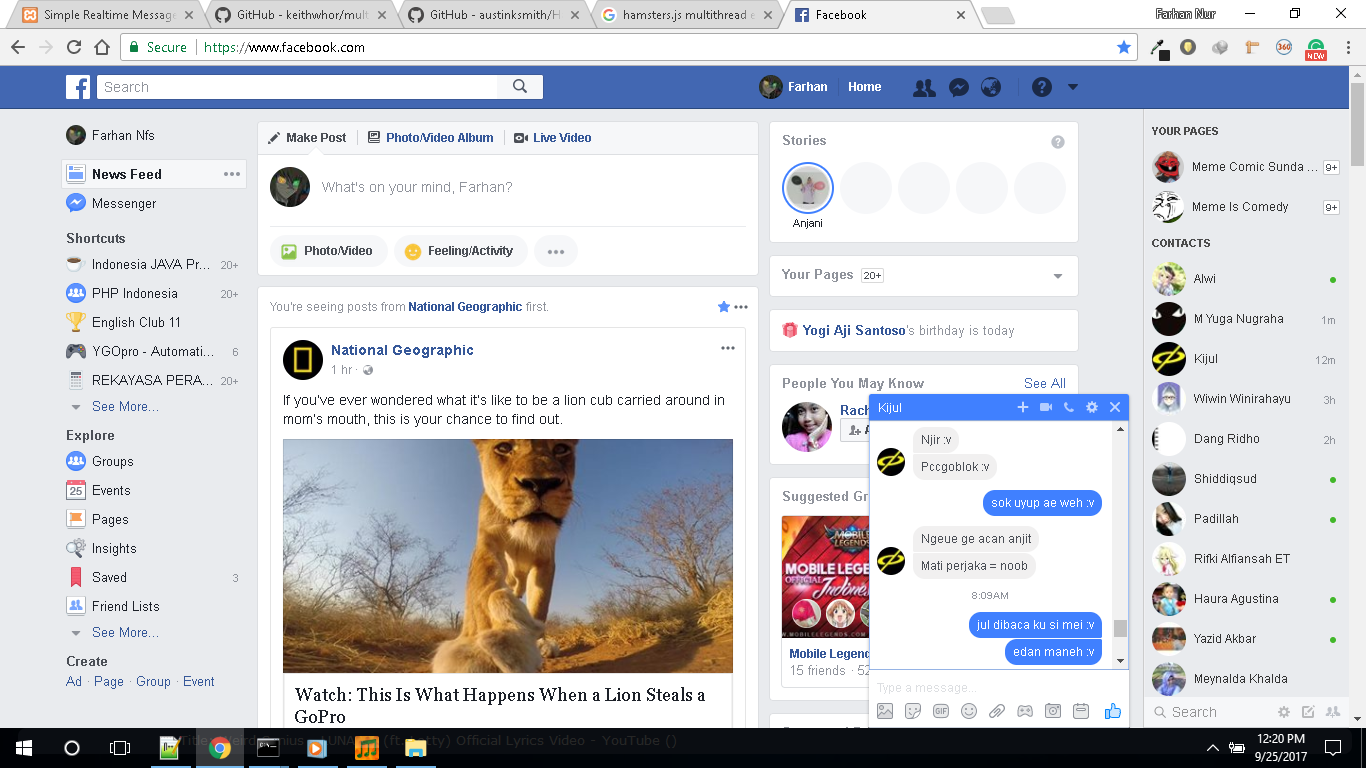 Simple Realtime Message
GitHub - keithwhor/mult
GitHub - austinksmith/H
hamsters.js multithread e
Facebook
Farhan Nur
Secure
https://www.facebook.com
360
NEW
Search
Farhan
Home
Farhan Nfs
News Feed
Messenger
Shortcuts
Indonesia JAVA Pr... 20+
PHP Indonesia 20+
English Club 11
YGOpro - Automati... 6
REKAYASA PERA... 20+
See More...
Explore
Groups
25 Events
Pages
Insights
Saved 3
Friend Lists
See More...
Create
Ad · Page · Group · Event
Make Post
Photo/Video Album
Live Video
What's on your mind, Farhan?
Photo/Video
Feeling/Activity
You're seeing posts from National Geographic first.
National Geographic
1 hr ·
If you've ever wondered what it's like to be a lion cub carried around in
mom's mouth, this is your chance to find out.
Watch: This Is What Happens When a Lion Steals a
GoPro
Stories
Anjani
Your Pages 20+
Yogi Aji Santoso's birthday is today
People You May Know
See All
Rach
Suggested Gr
MOBILE LEGE
OFFICIAL Indones
WWW.MOBILELEGENDS.COM
Mobile Legend
15 friends · 52
Kijul
Njir :v
Pccgoblok :v
sok uyup ae weh :v
Ngeue ge acan anjit
Mati perjaka = noob
8:09AM
jul dibaca ku si mei :v
edan maneh :v
Type a message...
GIF
YOUR PAGES
Meme Comic Sunda ... 9+
Meme Is Comedy 9+
CONTACTS
Alwi
M Yuga Nugraha 1m
Kijul 12m
Wiwin Winirahayu 3h
Dang Ridho 2h
Shiddiqsud
Padillah
Rifki Alfiansah ET
Haura Agustina
Yazid Akbar
Meynalda Khalda
Search
Official Lyrics Video - YouTube ()
12:20 PM
9/25/2017